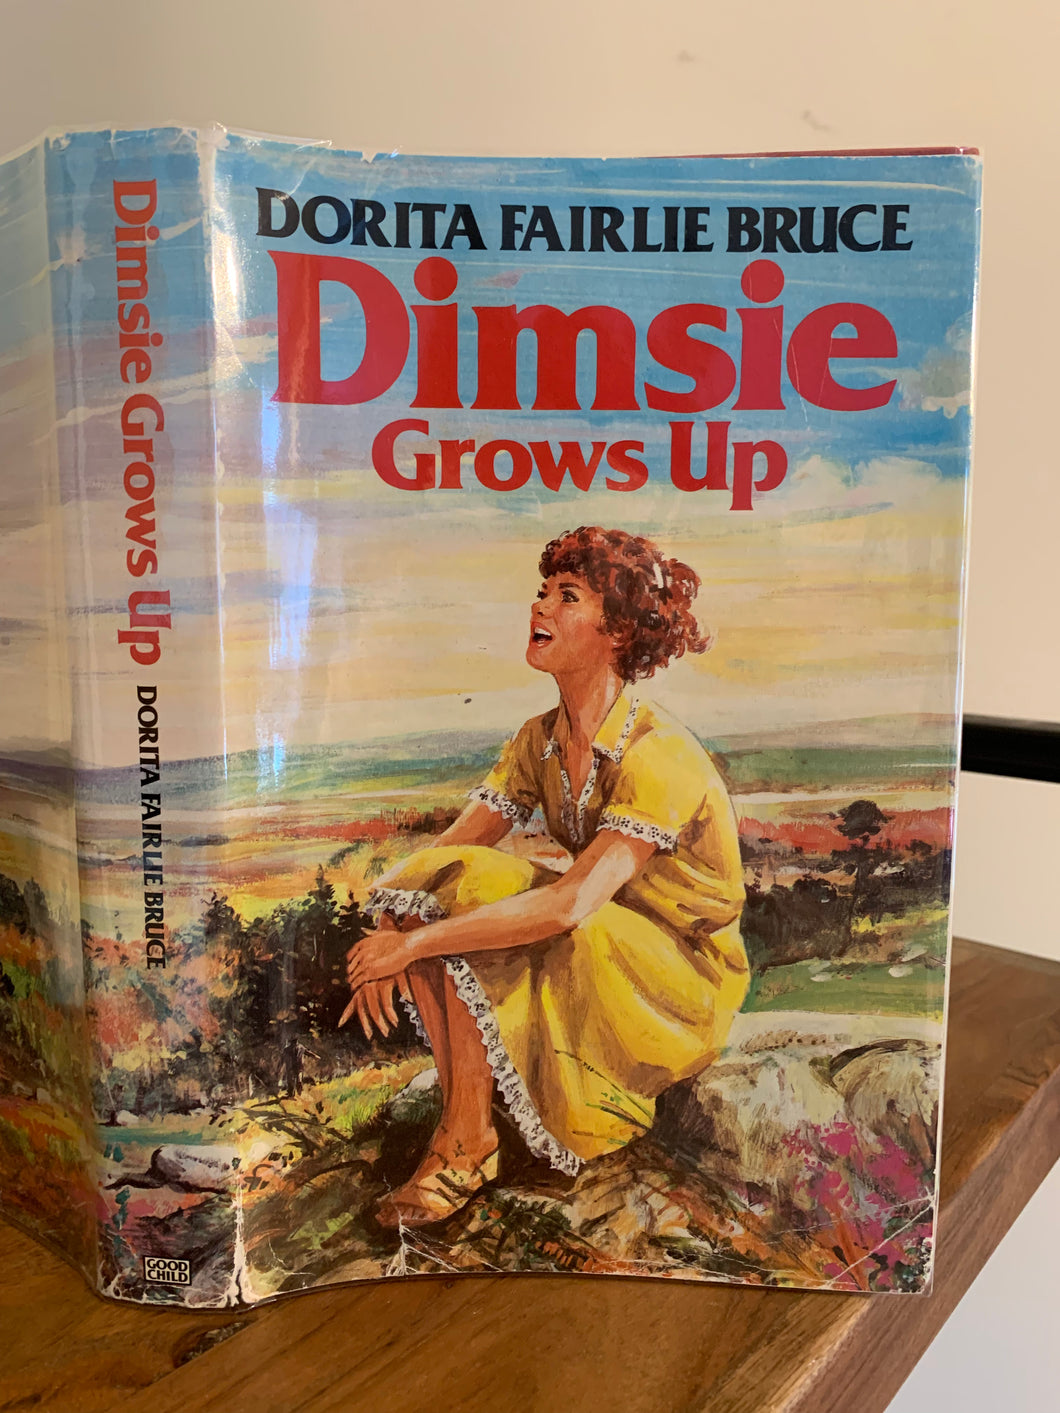 DORITA FAIRLIE BRUCE
Dimsie
Grows Up
Dimsie Grows Up DORITA FAIRLIE BRUCE
GOOD
CHILD